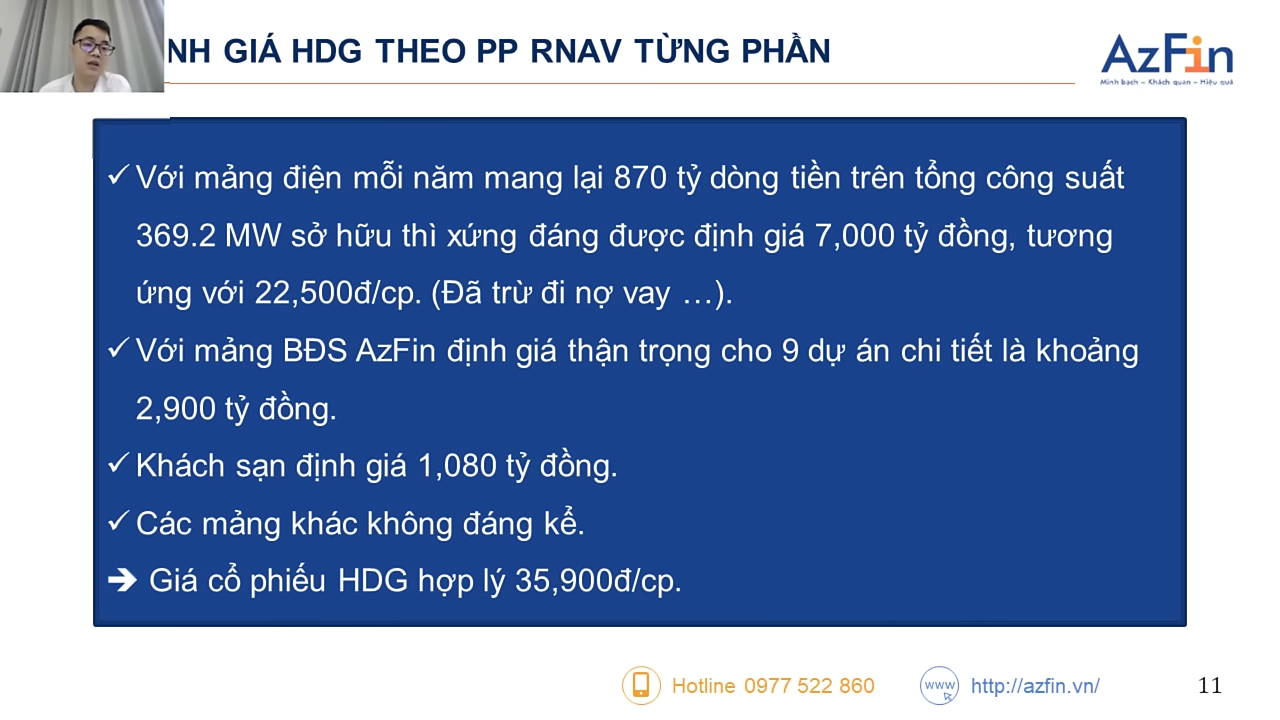 NH GIÁ HDG THEO PP RNAV TỪNG PHẦN
AzFin
Minh bạch – Khách quan – Hiệu quả
✓ Với mảng điện mỗi năm mang lại 870 tỷ dòng tiền trên tổng công suất
369.2 MW sở hữu thì xứng đáng được định giá 7,000 tỷ đồng, tương
ứng với 22,500đ/cp. (Đã trừ đi nợ vay …).
✓ Với mảng BĐS AzFin định giá thận trọng cho 9 dự án chi tiết là khoảng
2,900 tỷ đồng.
✓ Khách sạn định giá 1,080 tỷ đồng.
✓ Các mảng khác không đáng kể.
➔ Giá cổ phiếu HDG hợp lý 35,900đ/cp.
Hotline 0977 522 860
www
http://azfin.vn/
11